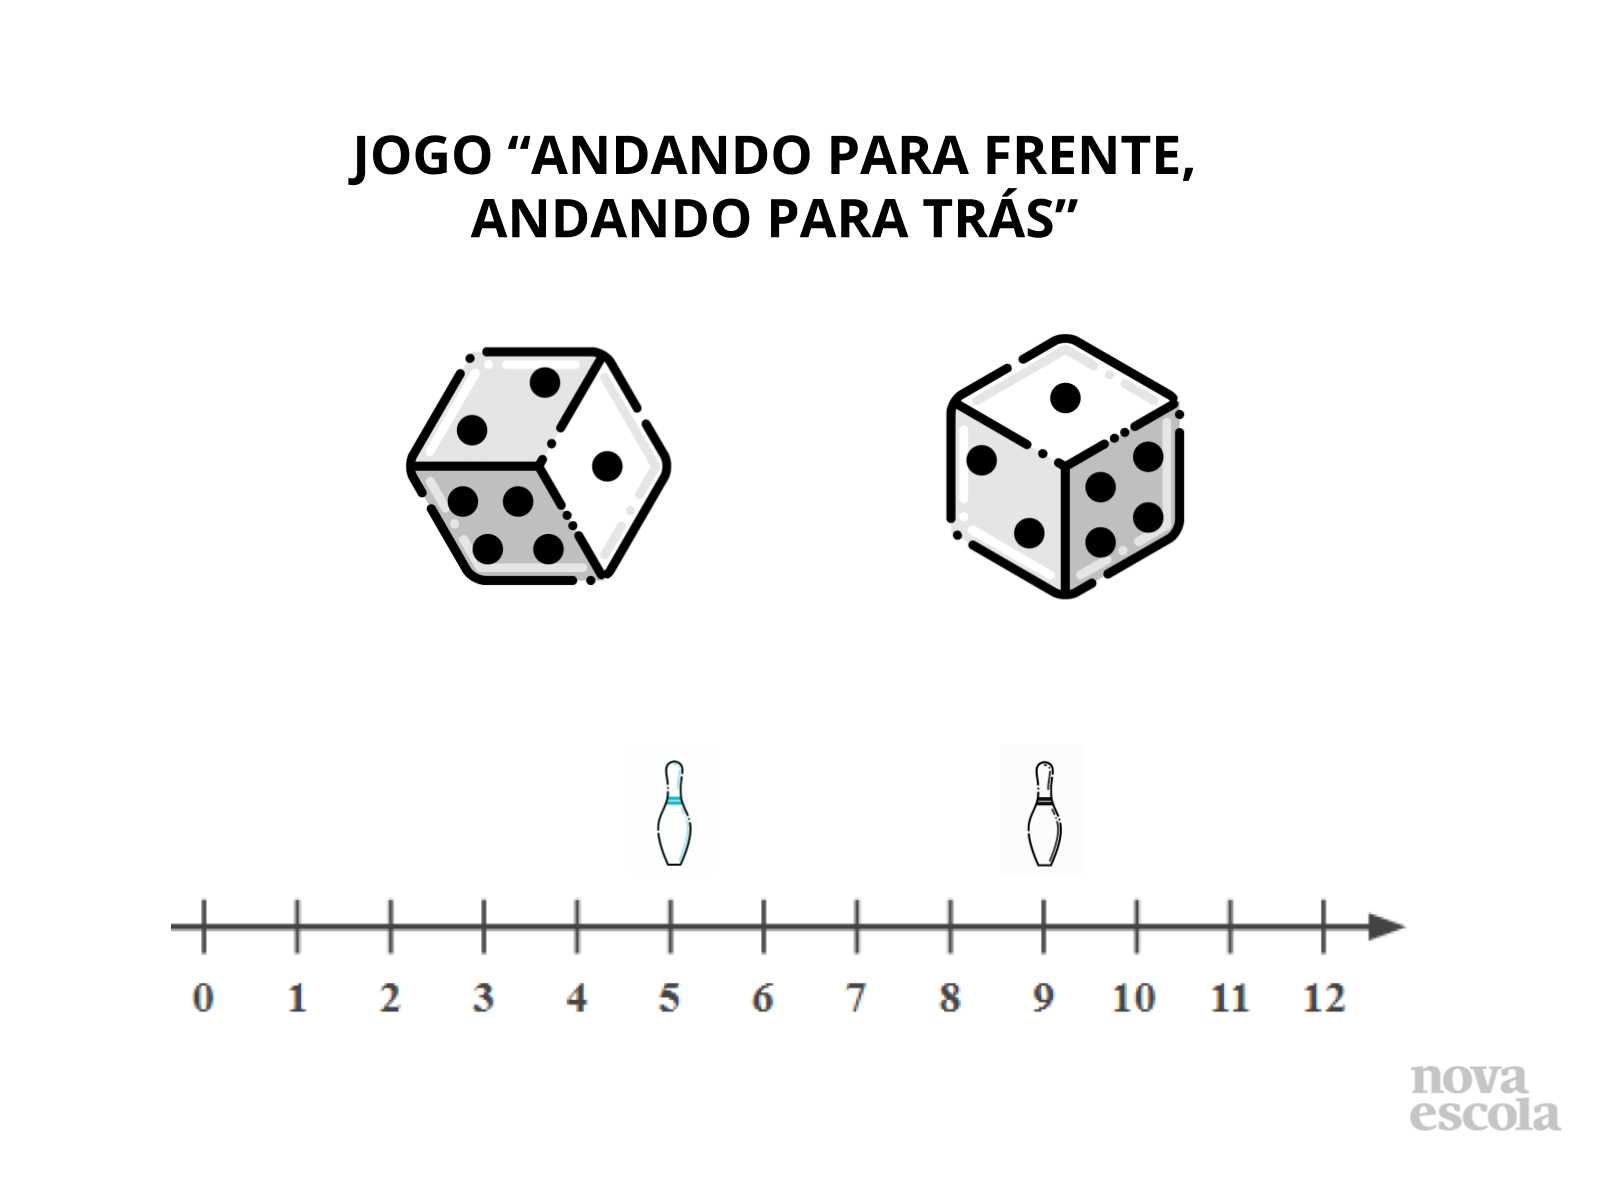 JOGO “ANDANDO PARA FRENTE,
ANDANDO PARA TRÁS”
0 1 2 3 4 5 6 7 8 9 10 11 12
nova
escola